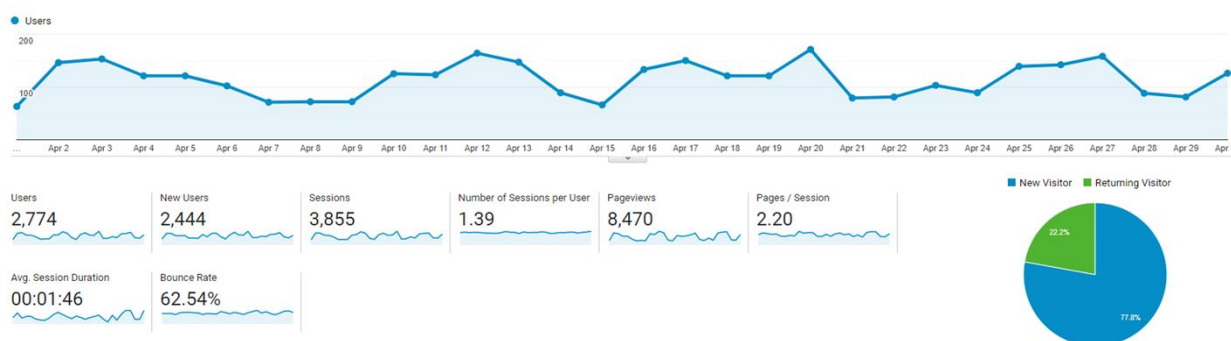 Users
200
100
... Apr 2 Apr 3 Apr 4 Apr 5 Apr 6 Apr 7 Apr 8 Apr 9 Apr 10 Apr 11 Apr 12 Apr 13 Apr 14 Apr 15 Apr 16 Apr 17 Apr 18 Apr 19 Apr 20 Apr 21 Apr 22 Apr 23 Apr 24 Apr 25 Apr 26 Apr 27 Apr 28 Apr 29 Apr
New Visitor Returning Visitor
Users New Users Sessions Number of Sessions per User Pageviews Pages / Session
2,774 2,444 3,855 1.39 8,470 2.20
22.2%
Avg. Session Duration Bounce Rate
00:01:46 62.54%
77.8%